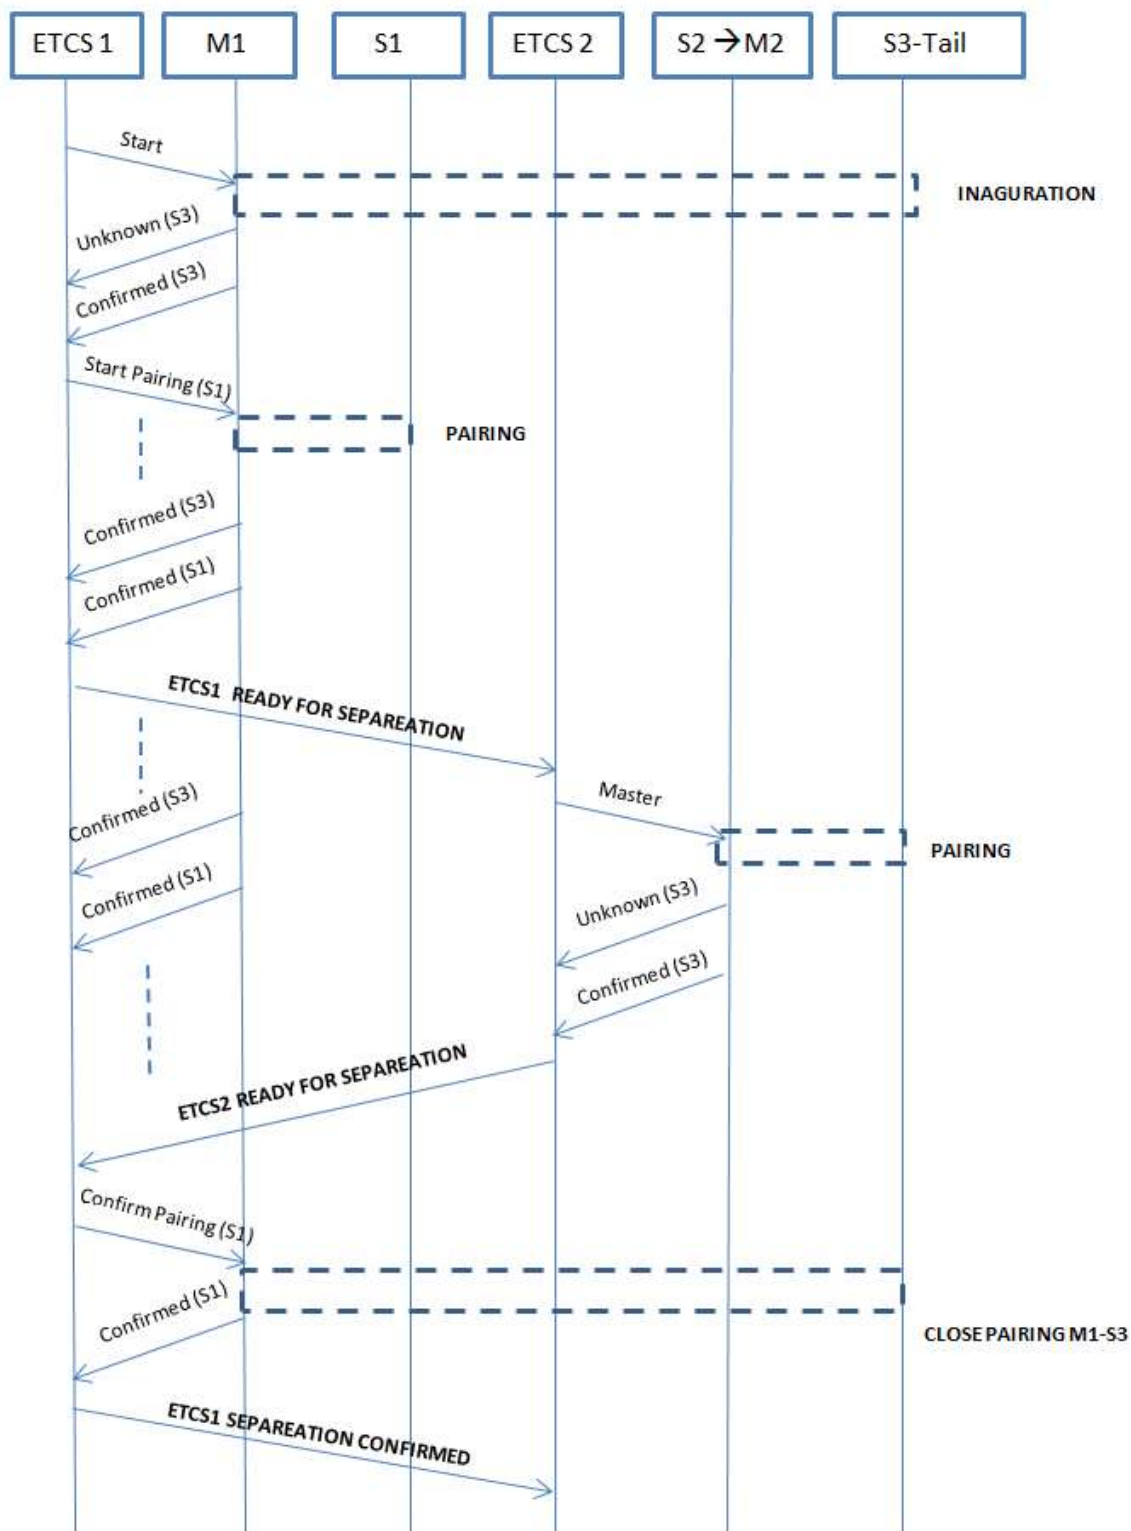 ETCS 1
M1
S1
ETCS 2
S2 → M2
S3-Tail
Start
INAGURATION
Unknown (S3)
Confirmed (S3)
Start Pairing (S1)
PAIRING
Confirmed (S3)
Confirmed (S1)
ETCS1 READY FOR SEPAREATION
Master
Confirmed (S3)
PAIRING
Confirmed (S1)
Unknown (S3)
Confirmed (S3)
ETCS2 READY FOR SEPAREATION
Confirm Pairing (S1)
Confirmed (S1)
CLOSE PAIRING M1-S3
ETCS1 SEPAREATION CONFIRMED